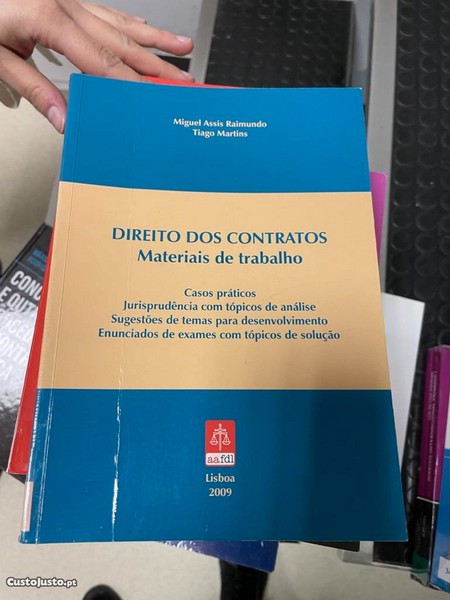 Miguel Assis Raimundo
Tiago Martins
DIREITO DOS CONTRATOS
Materiais de trabalho
Casos práticos
Jurisprudência com tópicos de análise
Sugestões de temas para desenvolvimento
Enunciados de exames com tópicos de solução
aafdl
Lisboa
2009
CustoJusto.pt